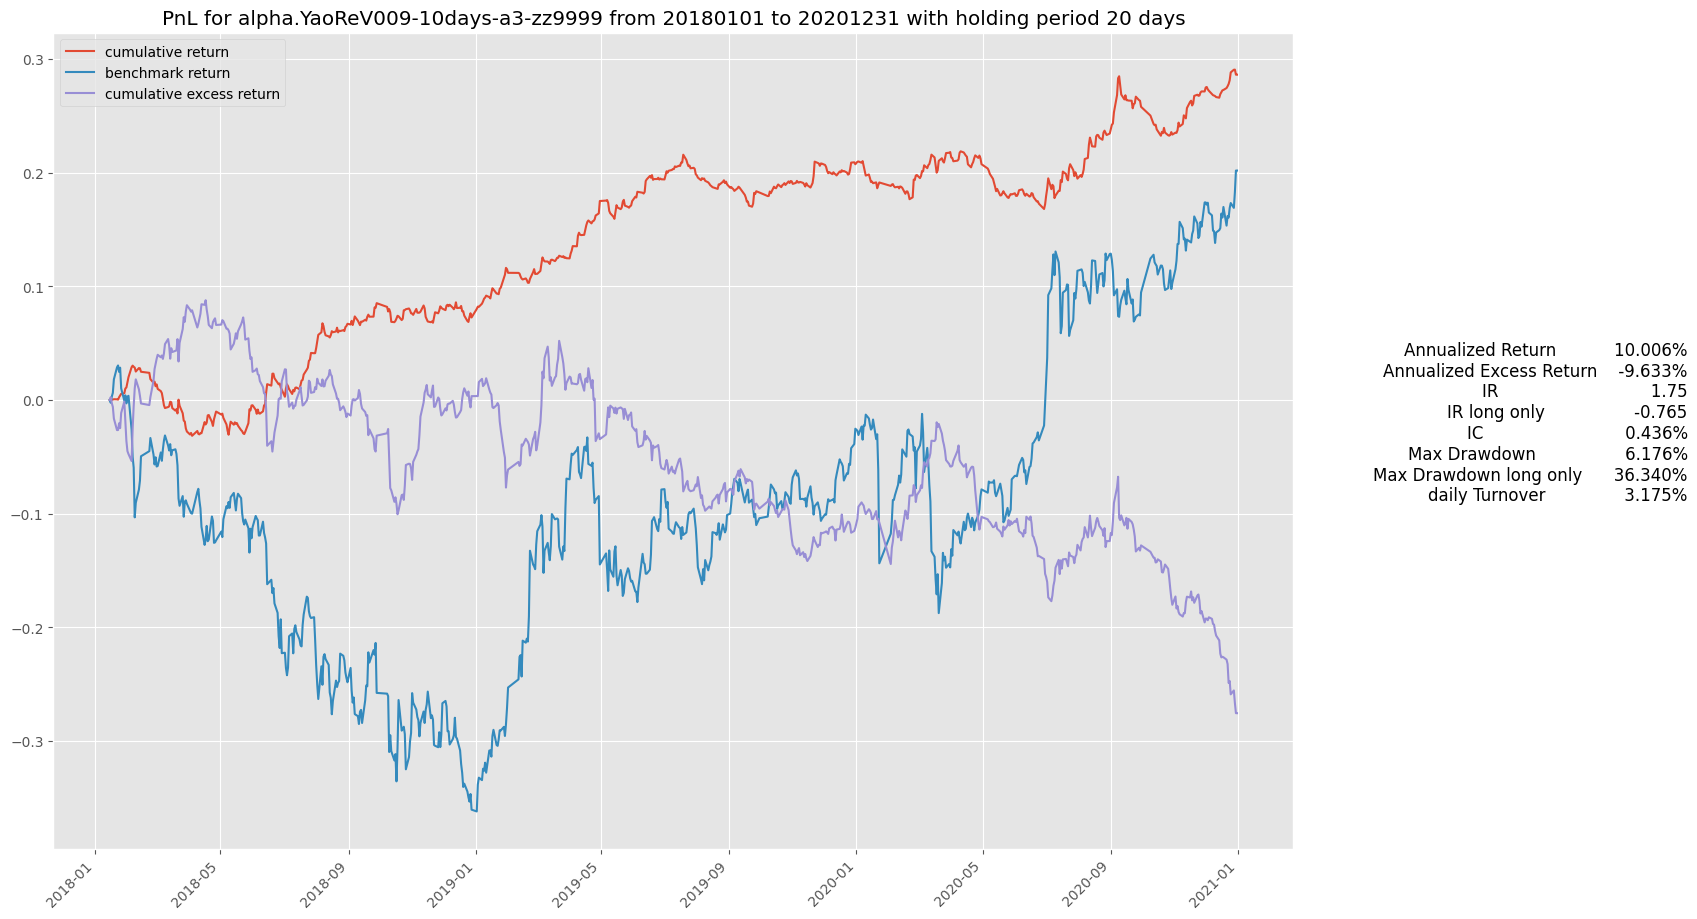 PnL for alpha.YaoReV009-10days-a3-zz9999 from 20180101 to 20201231 with holding period 20 days
cumulative return
benchmark return
cumulative excess return
0.3
0.2
0.1
0.0
−0.1
−0.2
−0.3
2018-01
2018-05
2018-09
2019-01
2019-05
2019-09
2020-01
2020-05
2020-09
2021-01
Annualized Return 10.006%
Annualized Excess Return -9.633%
IR 1.75
IR long only -0.765
IC 0.436%
Max Drawdown 6.176%
Max Drawdown long only 36.340%
daily Turnover 3.175%